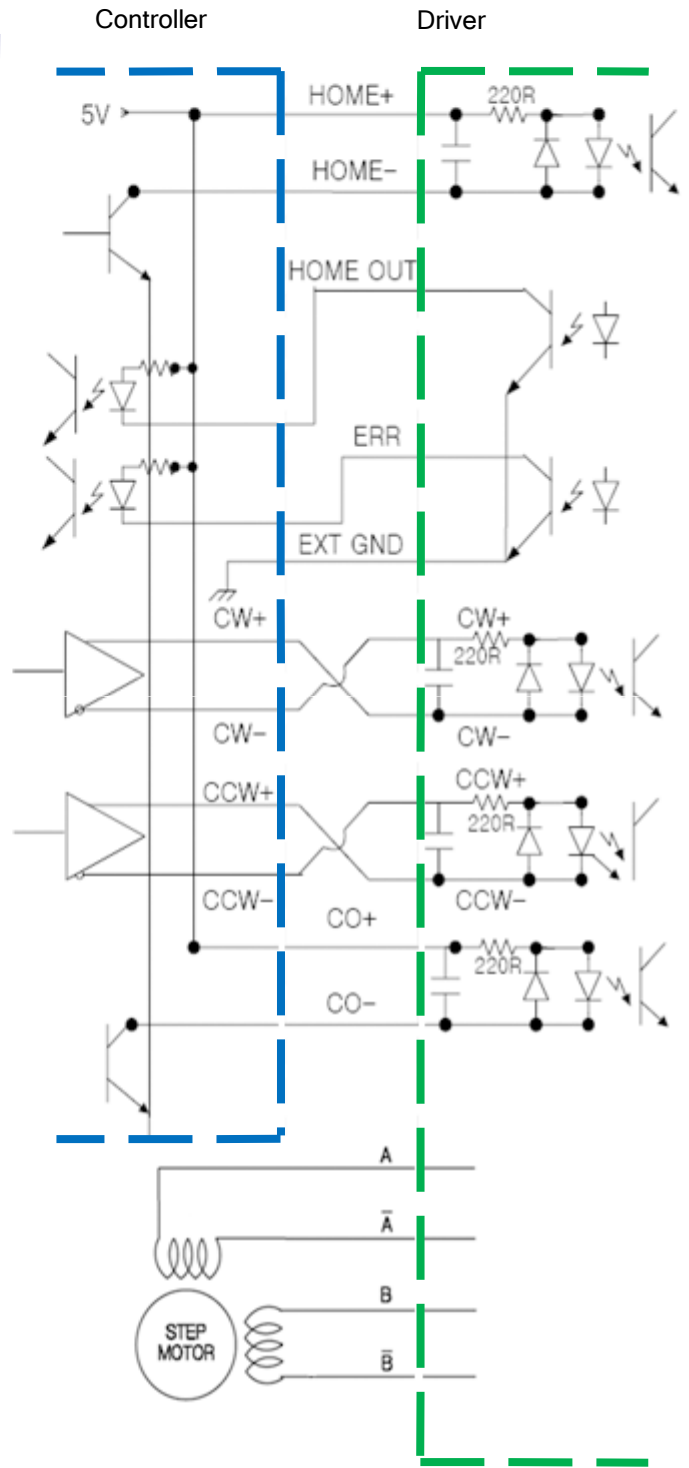 Controller Driver
HOME+
220R
5V
HOME-
HOME OUT
ERR
EXT GND
CW+ CW+
220R
CW- CW-
CCW+ CCW+
220R
CCW- CCW-
CO+
220R
CO-
A
A̅
B
STEP
MOTOR
B̅